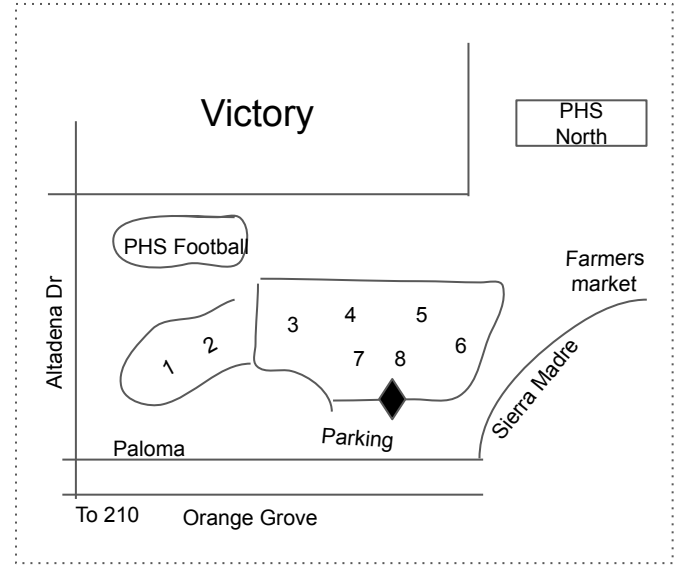 Victory
PHS
North
PHS Football
Farmers
market
Altadena Dr
3
4
5
1
2
7
8
6
Sierra Madre
Parking
Paloma
To 210
Orange Grove